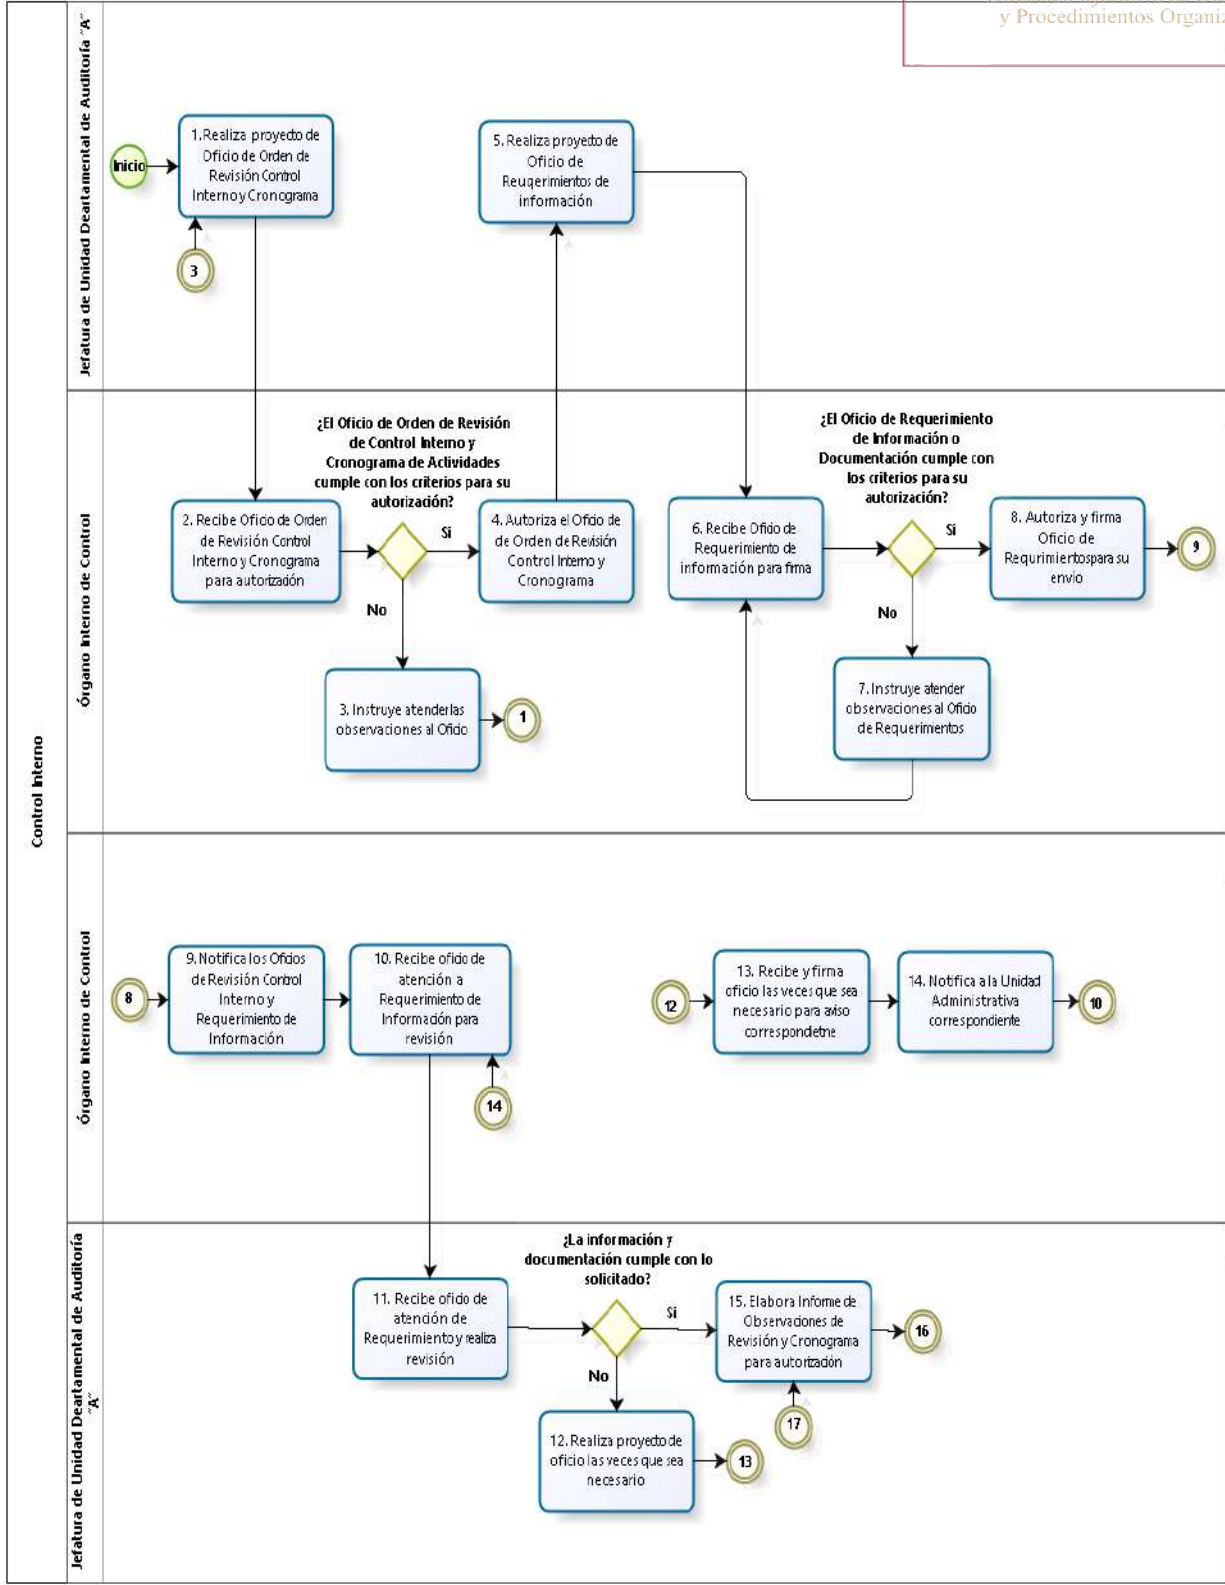 y Procedimientos Organiz
Control Interno
Jefatura de Unidad Deartamental de Auditoría "A"
Inicio
1.Realiza proyecto de
Oficio de Orden de
Revisión Control
Interno y Cronograma
3
5. Realiza proyecto de
Oficio de
Reuqerimientos de
información
Órgano Interno de Control
¿El Oficio de Orden de Revisión
de Control Interno y
Cronograma de Actividades
cumple con los criterios para su
autorización?
2. Recibe Oficio de Orden
de Revisión Control
Interno y Cronograma
para autorización
Si
No
4. Autoriza el Oficio de
de Orden de Revisión
Control Interno y
Cronograma
3. Instruye atenderlas
observaciones al Oficio
1
¿El Oficio de Requerimiento
de Información o
Documentación cumple con
los criterios para su
autorización?
6. Recibe Oficio de
Requerimiento de
información para firma
Si
No
8. Autoriza y firma
Oficio de
Requrimientospara su
envio
9
7. Instruye atender
observaciones al Oficio
de Requerimentos
Órgano Interno de Control
8
9. Notifica los Oficios
de Revisión Control
Interno y
Requerimiento de
Información
10. Recibe oficio de
atención a
Requerimiento de
Información para
revisión
14
12
13. Recibe y firma
oficio las veces que sea
necesario para aviso
correspondetne
14. Notifica a la Unidad
Administrativa
correspondiente
10
Jefatura de Unidad Deartamental de Auditoría
"A"
11. Recibe oficio de
atención de
Requerimiento y realiza
revisión
¿La información y
documentación cumple con lo
solicitado?
Si
No
15. Elabora Informe de
Observaciones de
Revisión y Cronograma
para autorización
16
17
12. Realiza proyecto de
oficio las veces que sea
necesario
13